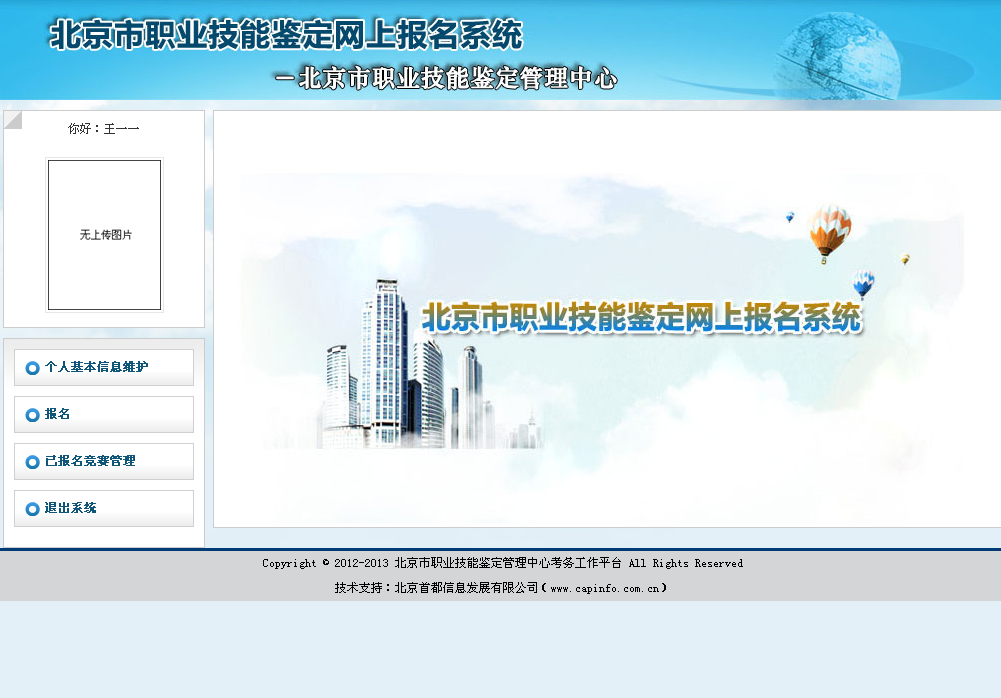 北京市职业技能鉴定网上报名系统
－北京市职业技能鉴定管理中心
你好：王一一
无上传图片
北京市职业技能鉴定网上报名系统
个人基本信息维护
报名
已报名竞赛管理
退出系统
Copyright © 2012-2013 北京市职业技能鉴定管理中心考务工作平台 All Rights Reserved
技术支持：北京首都信息发展有限公司（www.capinfo.com.cn）